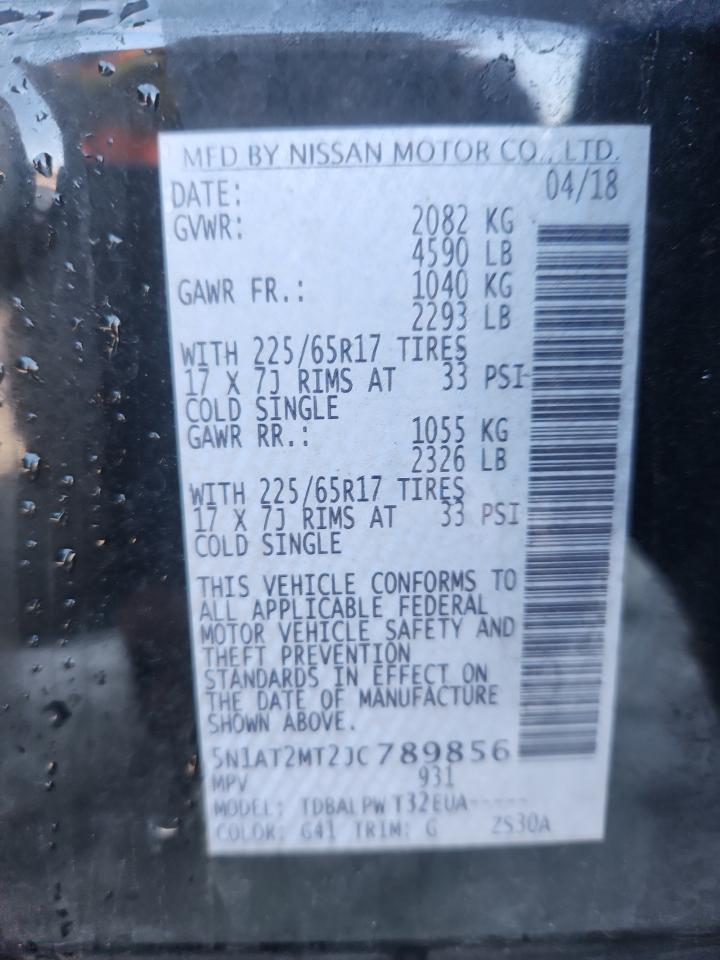 MFD BY NISSAN MOTOR CO., LTD.
DATE: 04/18
GVWR: 2082 KG
4590 LB
GAWR FR.: 1040 KG
2293 LB
WITH 225/65R17 TIRES
17 X 7J RIMS AT 33 PSI
COLD SINGLE
GAWR RR.: 1055 KG
2326 LB
WITH 225/65R17 TIRES
17 X 7J RIMS AT 33 PSI
COLD SINGLE
THIS VEHICLE CONFORMS TO
ALL APPLICABLE FEDERAL
MOTOR VEHICLE SAFETY AND
THEFT PREVENTION
STANDARDS IN EFFECT ON
THE DATE OF MANUFACTURE
SHOWN ABOVE.
5N1AT2MT2JC789856
MPV 931
MODEL: TDBALPWT32EUA-----
COLOR: G41 TRIM: G 2S30A